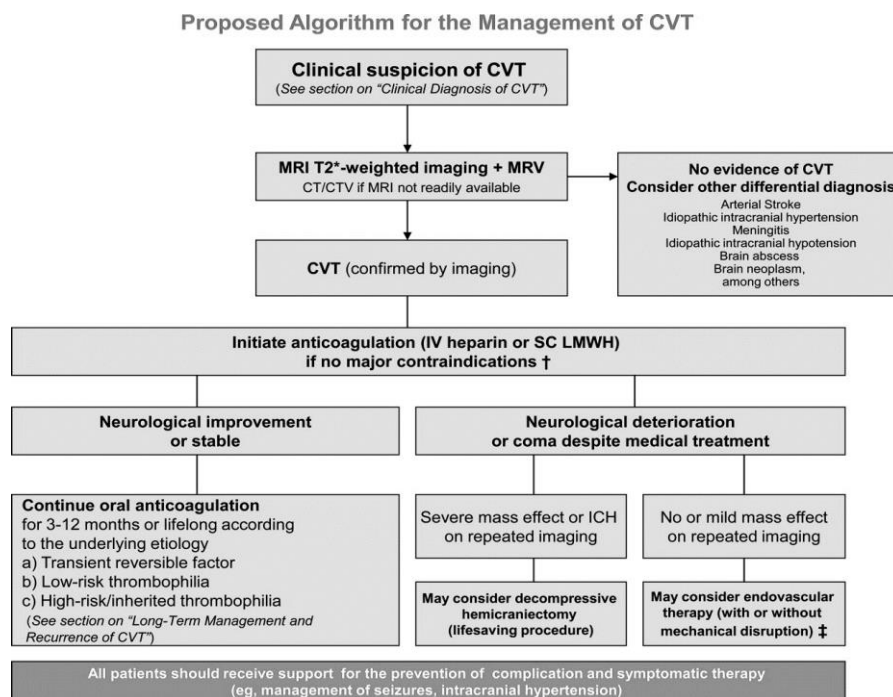 Proposed Algorithm for the Management of CVT
Clinical suspicion of CVT
(See section on “Clinical Diagnosis of CVT”)
MRI T2*-weighted imaging + MRV
CT/CTV if MRI not readily available
No evidence of CVT
Consider other differential diagnosis
Arterial Stroke
Idiopathic intracranial hypertension
Meningitis
Idiopathic intracranial hypotension
Brain abscess
Brain neoplasm,
among others
CVT (confirmed by imaging)
Initiate anticoagulation (IV heparin or SC LMWH)
if no major contraindications †
Neurological improvement
or stable
Neurological deterioration
or coma despite medical treatment
Continue oral anticoagulation
for 3-12 months or lifelong according
to the underlying etiology
a) Transient reversible factor
b) Low-risk thrombophilia
c) High-risk/inherited thrombophilia
(See section on “Long-Term Management and
Recurrence of CVT”)
Severe mass effect or ICH
on repeated imaging
No or mild mass effect
on repeated imaging
May consider decompressive
hemicraniectomy
(lifesaving procedure)
May consider endovascular
therapy (with or without
mechanical disruption) ‡
All patients should receive support for the prevention of complication and symptomatic therapy
(eg, management of seizures, intracranial hypertension)